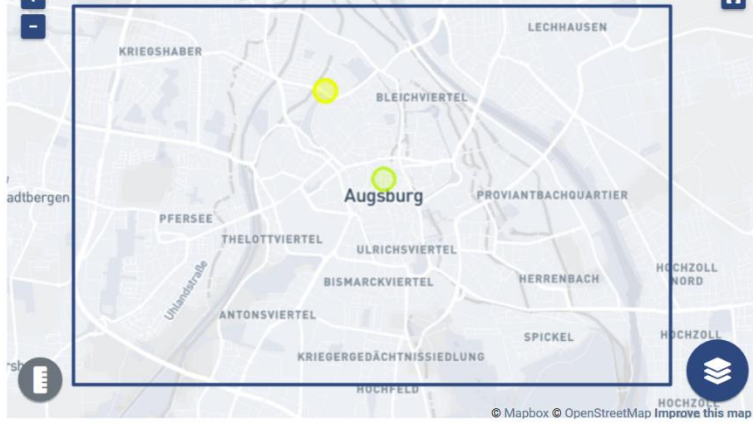 -
LECHHAUSEN
KRIEGSHABER
BLEICHVIERTEL
adtbergen
Augsburg
PROVIANTBACHQUARTIER
PFERSEE
THELOTTVIERTEL
ULRICHSVIERTEL
HOCHZOLL
NORD
BISMARCKVIERTEL
HERRENBACH
Uhlandstraße
ANTONSVIERTEL
SPICKEL
HOCHZOLL
KRIEGERGEDÄCHTNISSIEDLUNG
HOCHFELD
HOCHZOLL
© Mapbox © OpenStreetMap Improve this map